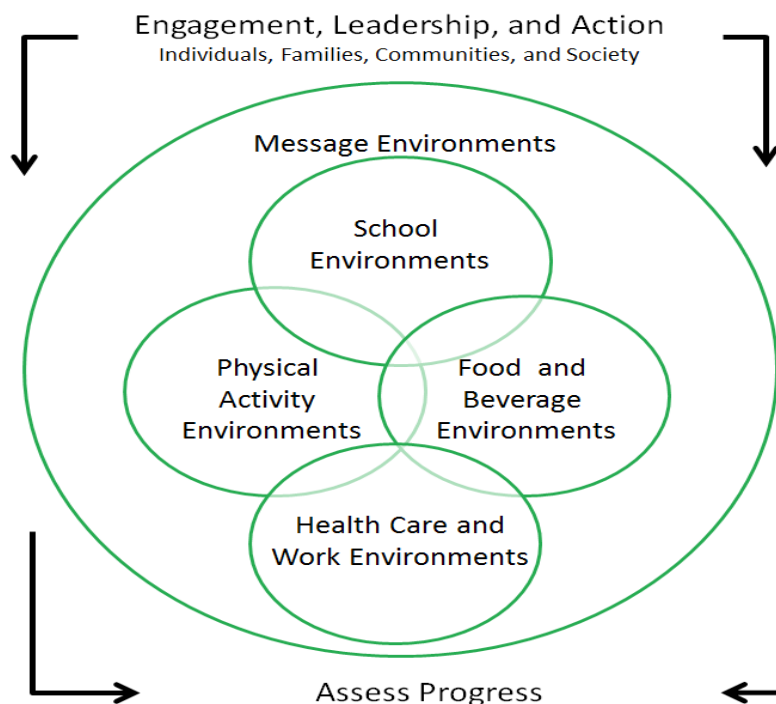 Engagement, Leadership, and Action
Individuals, Families, Communities, and Society
Message Environments
School
Environments
Physical
Activity
Environments
Food and
Beverage
Environments
Health Care and
Work Environments
Assess Progress